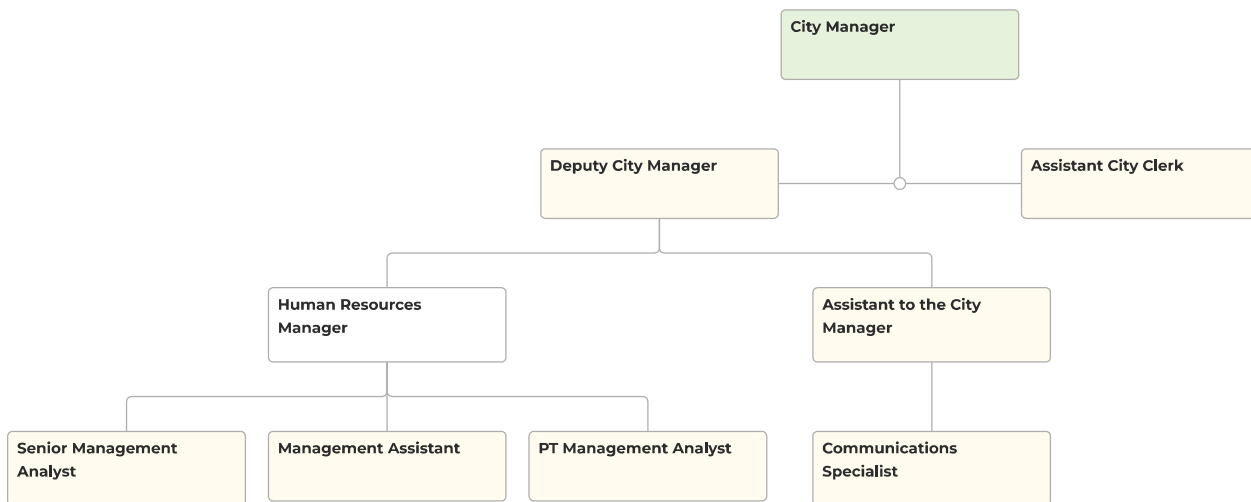 City Manager
Deputy City Manager
Assistant City Clerk
Human Resources
Manager
Assistant to the City
Manager
Senior Management
Analyst
Management Assistant
PT Management Analyst
Communications
Specialist